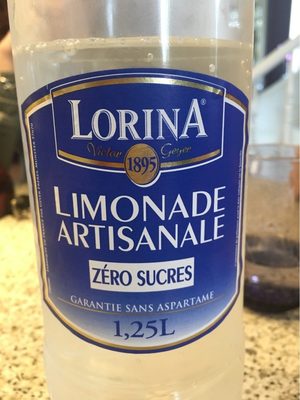 LORINA®
Victor Geyer
1895
LIMONADE
ARTISANALE
ZÉRO SUCRES
GARANTIE SANS ASPARTAME
1,25L